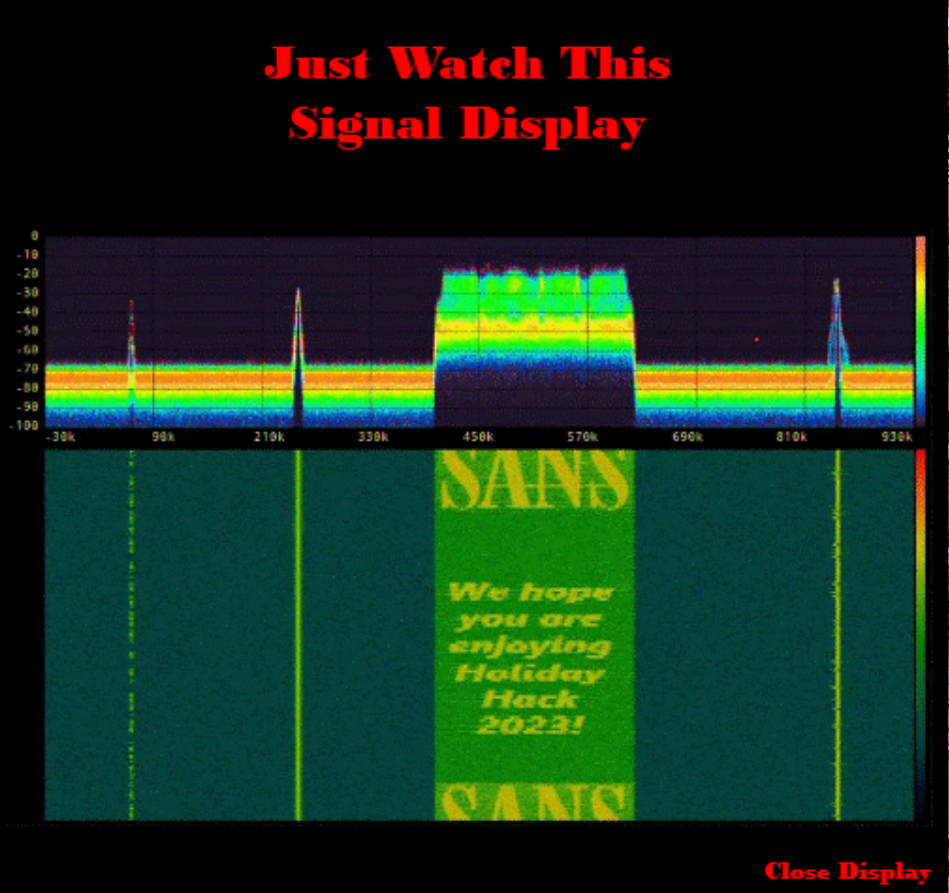 Just Watch This
Signal Display
0
-10
-20
-30
-40
-50
-60
-70
-80
-90
-100
-30k 90k 210k 330k 450k 570k 690k 810k 930k
SANS
We hope
you are
enjoying
Holiday
Hack
2023!
SANS
Close Display